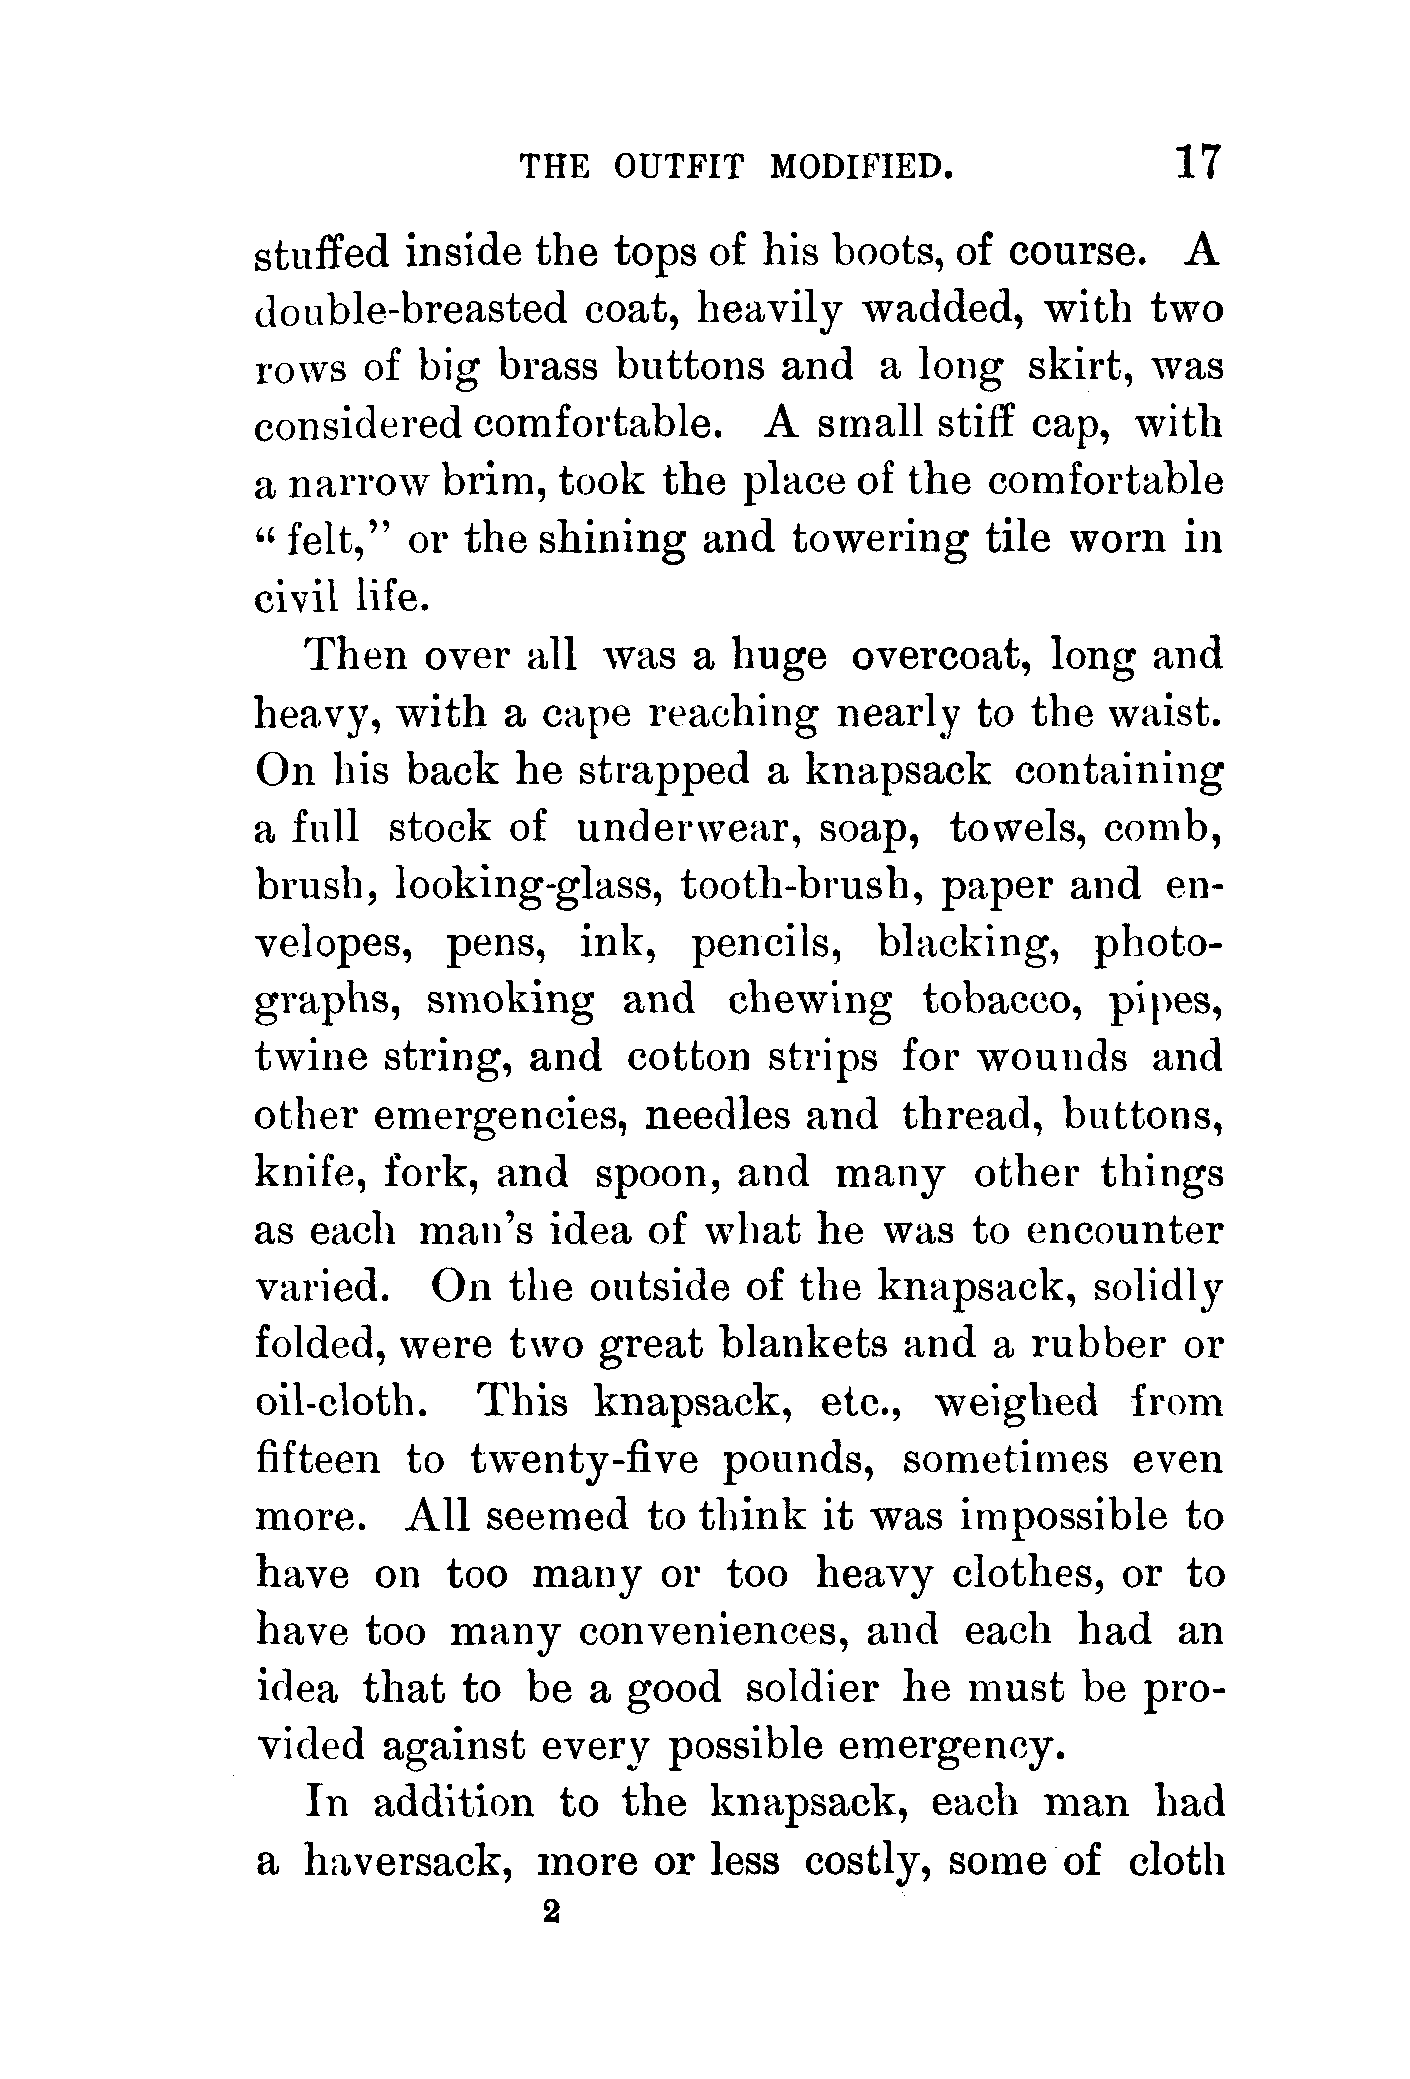 THE OUTFIT MODIFIED. 17
stuffed inside the tops of his boots, of course. A
double-breasted coat, heavily wadded, with two
rows of big brass buttons and a long skirt, was
considered comfortable. A small stiff cap, with
a narrow brim, took the place of the comfortable
“ felt,” or the shining and towering tile worn in
civil life.
Then over all was a huge overcoat, long and
heavy, with a cape reaching nearly to the waist.
On his back he strapped a knapsack containing
a full stock of underwear, soap, towels, comb,
brush, looking-glass, tooth-brush, paper and en-
velopes, pens, ink, pencils, blacking, photo-
graphs, smoking and chewing tobacco, pipes,
twine string, and cotton strips for wounds and
other emergencies, needles and thread, buttons,
knife, fork, and spoon, and many other things
as each man’s idea of what he was to encounter
varied. On the outside of the knapsack, solidly
folded, were two great blankets and a rubber or
oil-cloth. This knapsack, etc., weighed from
fifteen to twenty-five pounds, sometimes even
more. All seemed to think it was impossible to
have on too many or too heavy clothes, or to
have too many conveniences, and each had an
idea that to be a good soldier he must be pro-
vided against every possible emergency.
In addition to the knapsack, each man had
a haversack, more or less costly, some of cloth
2